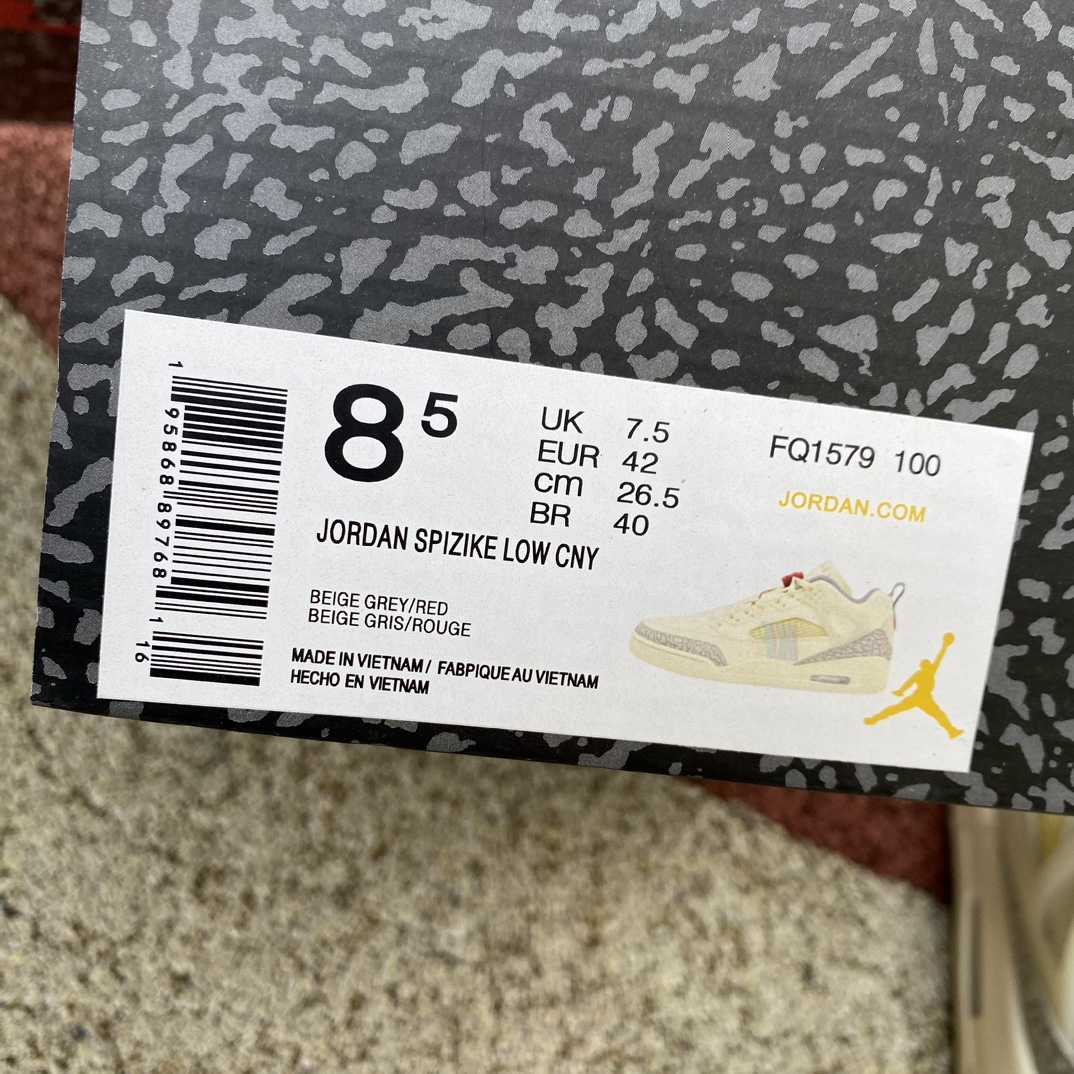 1 95868 89768 1 16
8 5
UK 7.5
EUR 42
cm 26.5
BR 40
FQ1579 100
JORDAN.COM
JORDAN SPIZIKE LOW CNY
BEIGE GREY/RED
BEIGE GRIS/ROUGE
MADE IN VIETNAM / FABPIQUE AU VIETNAM
HECHO EN VIETNAM